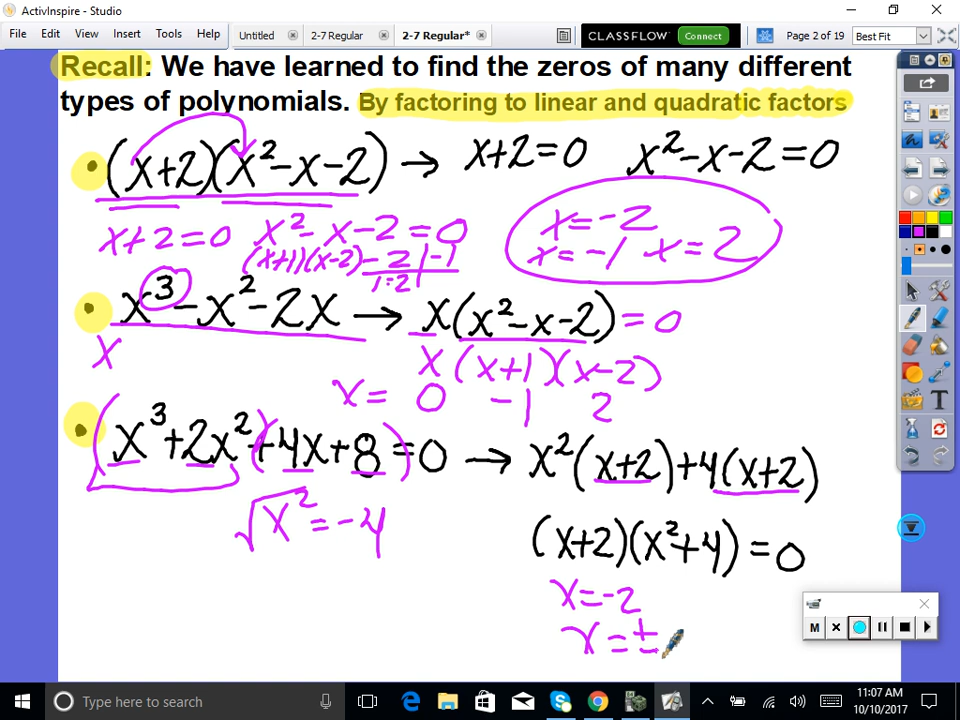 ActivInspire - Studio
File Edit View Insert Tools Help Untitled 2-7 Regular 2-7 Regular* CLASSFLOW Connect Page 2 of 19 Best Fit
Recall: We have learned to find the zeros of many different
types of polynomials. By factoring to linear and quadratic factors
• (x+2)(x²-x-2) → x+2=0 x²-x-2=0
x+2=0 x²-x-2=0
(x+1)(x-2) -2 | -1
1·-2 |
x=-2
x=-1 x=2
• x³-x²-2x → x(x²-x-2)=0
x
x(x+1)(x-2)
x= 0 -1 2
• (x³+2x²)(+4x+8)=0 → x²(x+2)+4(x+2)
√x²=-4
(x+2)(x²+4)=0
x=-2
x=±
M
Type here to search
11:07 AM
10/10/2017